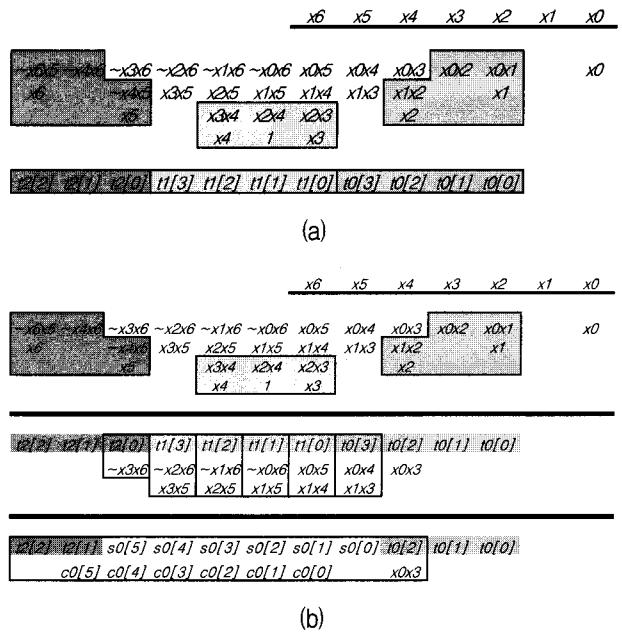 x6 x5 x4 x3 x2 x1 x0
~x6x5 ~x4x6 ~x3x6 ~x2x6 ~x1x6 ~x0x6 x0x5 x0x4 x0x3 x0x2 x0x1 x0
x6 ~x4x5 x3x5 x2x5 x1x5 x1x4 x1x3 x1x2 x1
x5 x3x4 x2x4 x2x3 x2
x4 1 x3
t2[2] t2[1] t2[0] t1[3] t1[2] t1[1] t1[0] t0[3] t0[2] t0[1] t0[0]
(a)
x6 x5 x4 x3 x2 x1 x0
~x6x5 ~x4x6 ~x3x6 ~x2x6 ~x1x6 ~x0x6 x0x5 x0x4 x0x3 x0x2 x0x1 x0
x6 ~x4x5 x3x5 x2x5 x1x5 x1x4 x1x3 x1x2 x1
x5 x3x4 x2x4 x2x3 x2
x4 1 x3
t2[2] t2[1] t2[0] t1[3] t1[2] t1[1] t1[0] t0[3] t0[2] t0[1] t0[0]
~x3x6 ~x2x6 ~x1x6 ~x0x6 x0x5 x0x4 x0x3
x3x5 x2x5 x1x5 x1x4 x1x3
t2[2] t2[1] s0[5] s0[4] s0[3] s0[2] s0[1] s0[0] t0[2] t0[1] t0[0]
c0[5] c0[4] c0[3] c0[2] c0[1] c0[0] x0x3
(b)